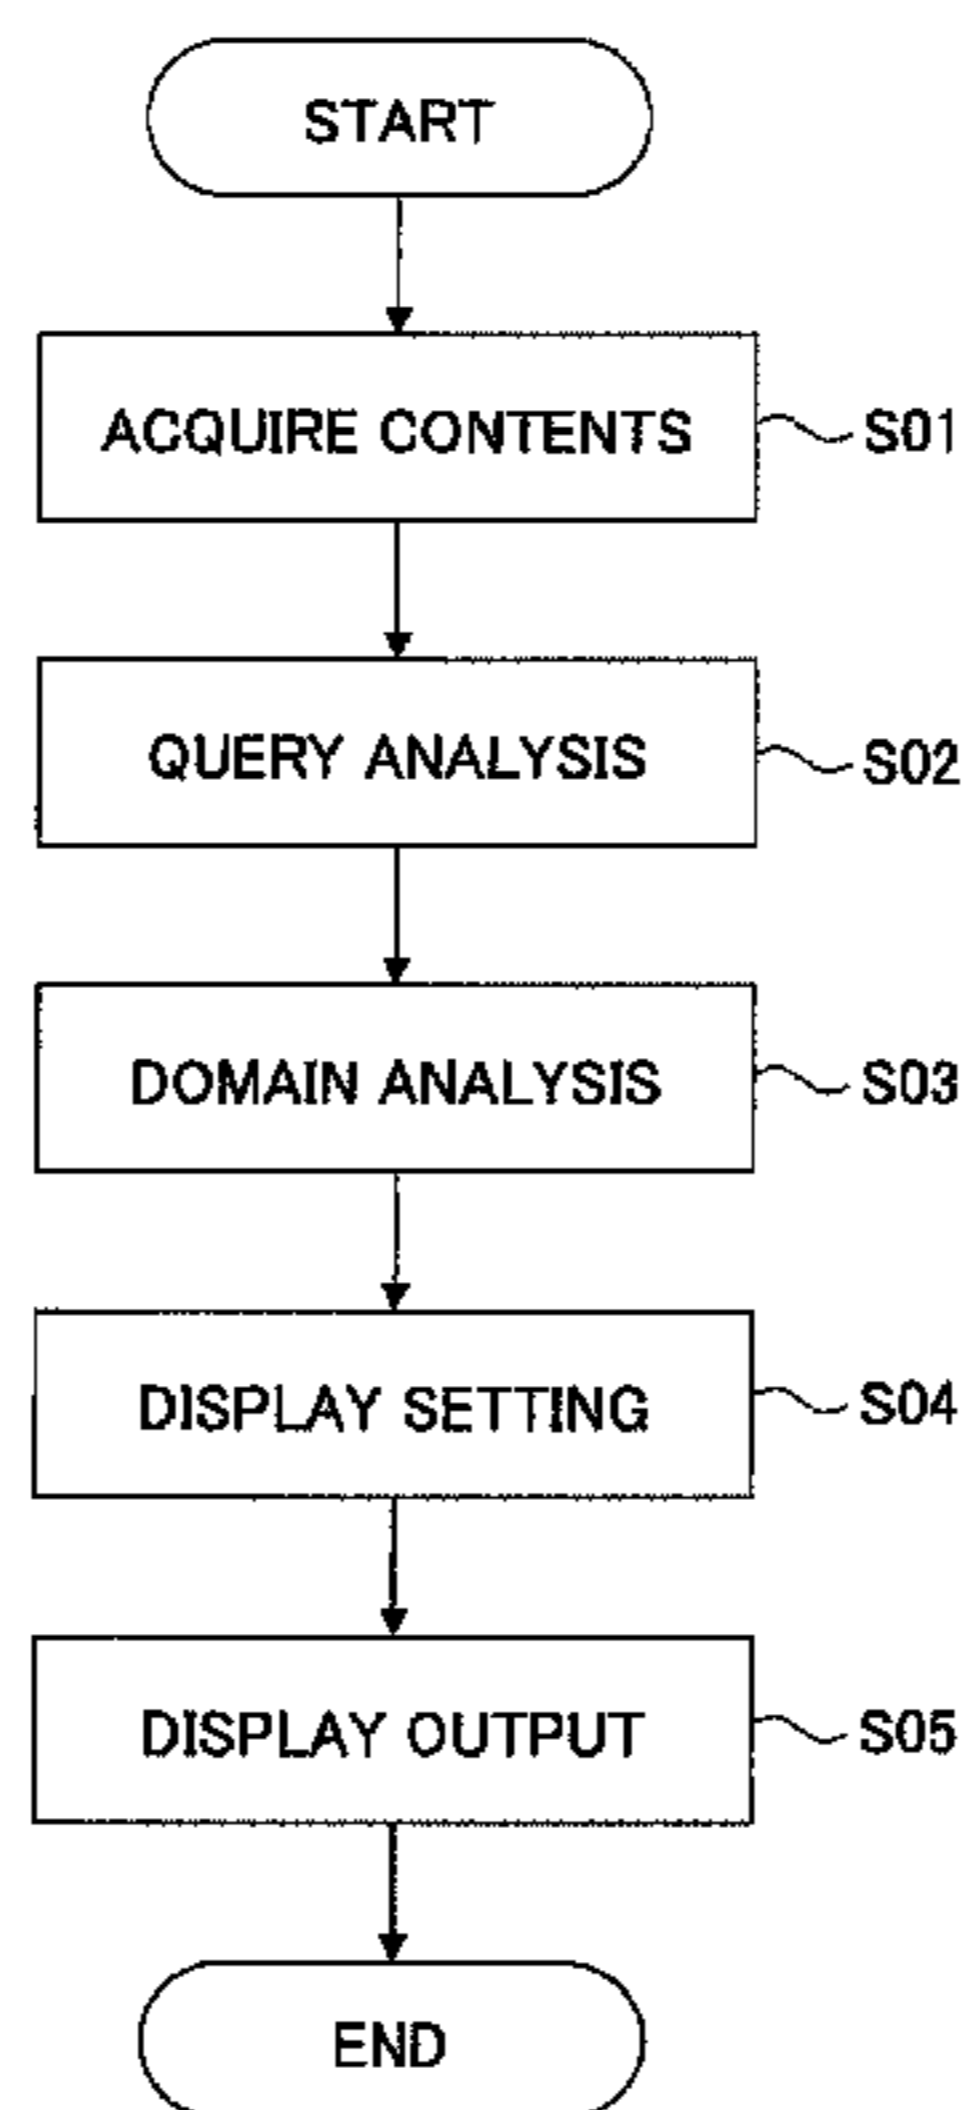 START
ACQUIRE CONTENTS S01
QUERY ANALYSIS S02
DOMAIN ANALYSIS S03
DISPLAY SETTING S04
DISPLAY OUTPUT S05
END